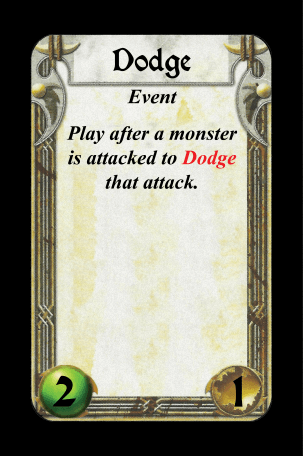 Dodge
Event
Play after a monster
is attacked to Dodge
that attack.
2
1